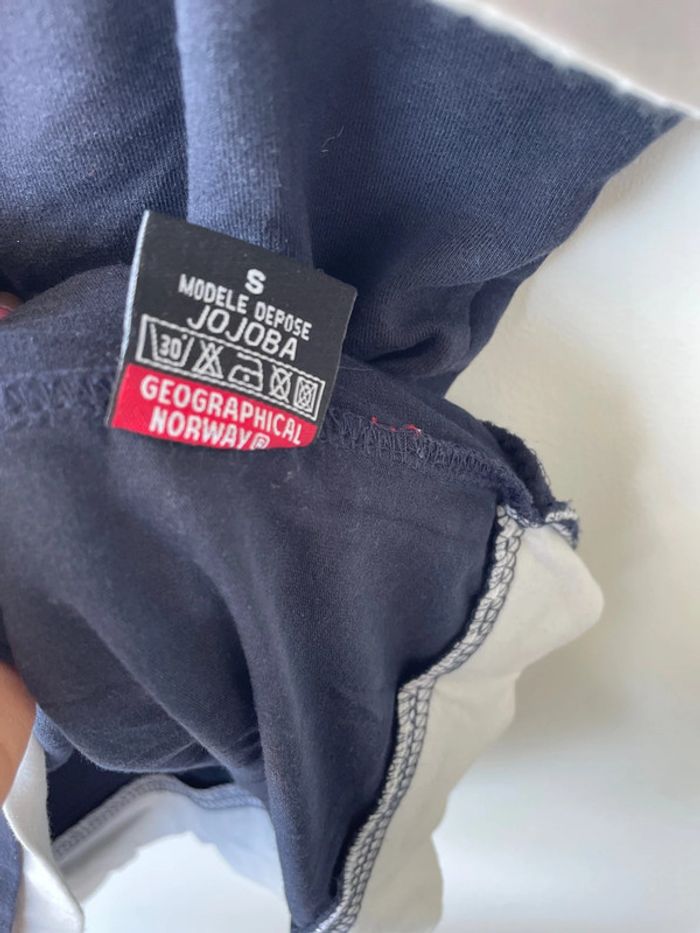 S
MODELE DEPOSE
JOJOBA
30°
GEOGRAPHICAL
NORWAY®